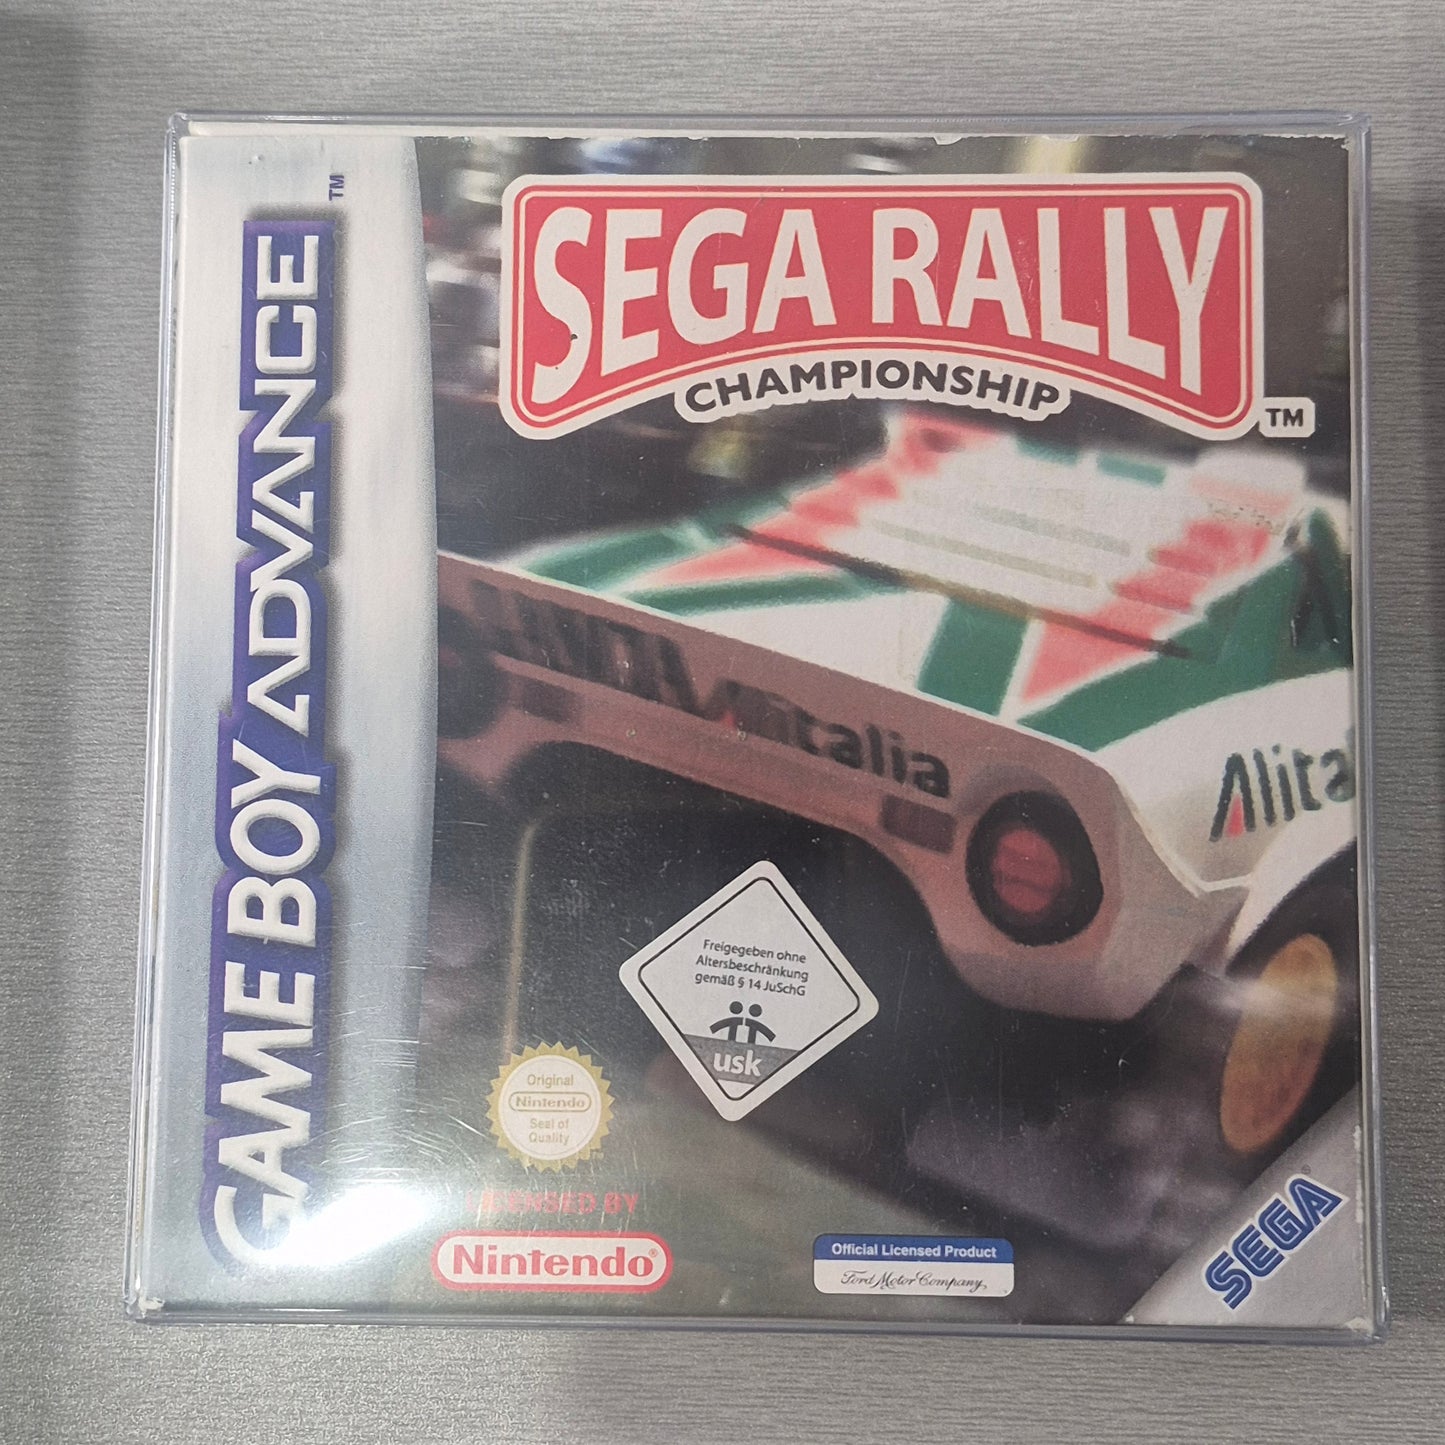 GAME BOY ADVANCE
TM
SEGA RALLY
CHAMPIONSHIP
TM
Alitalia
Alita
Freigegeben ohne
Altersbeschränkung
gemäß § 14 JuSchG
usk
Original
Nintendo
Seal of
Quality
LICENSED BY
Nintendo®
Official Licensed Product
Ford Motor Company,
SEGA®